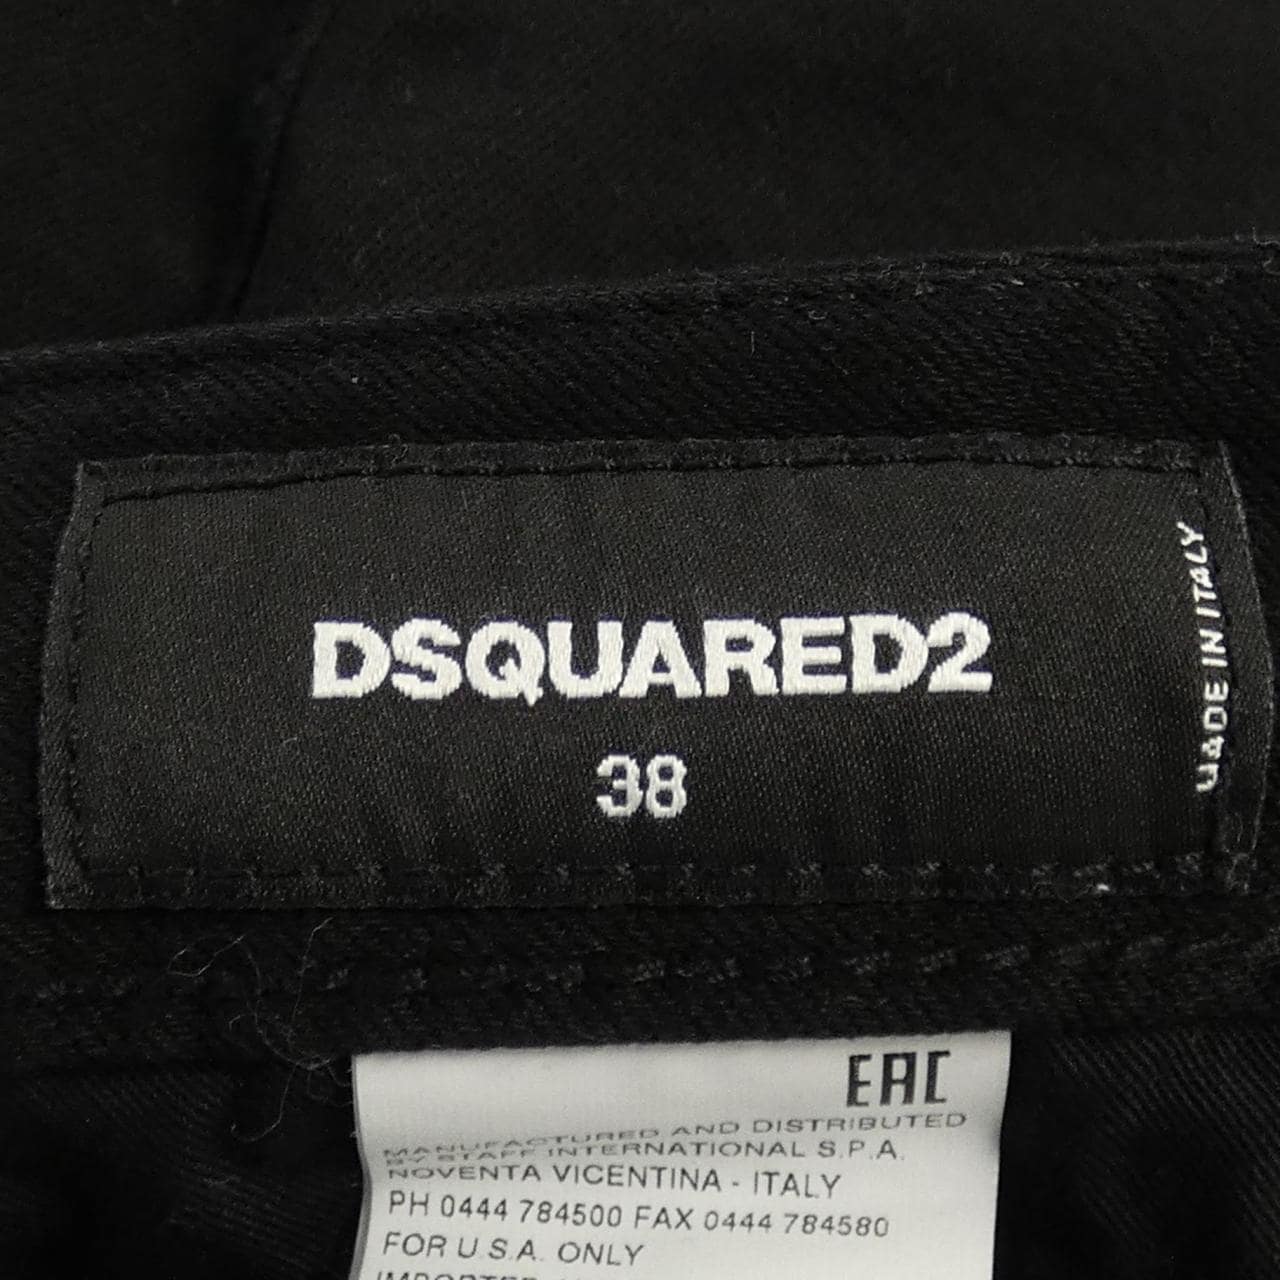 DSQUARED2
38
MADE IN ITALY
EAC
MANUFACTURED AND DISTRIBUTED
BY STAFF INTERNATIONAL S.P.A.
NOVENTA VICENTINA - ITALY
PH 0444 784500 FAX 0444 784580
FOR U.S.A. ONLY